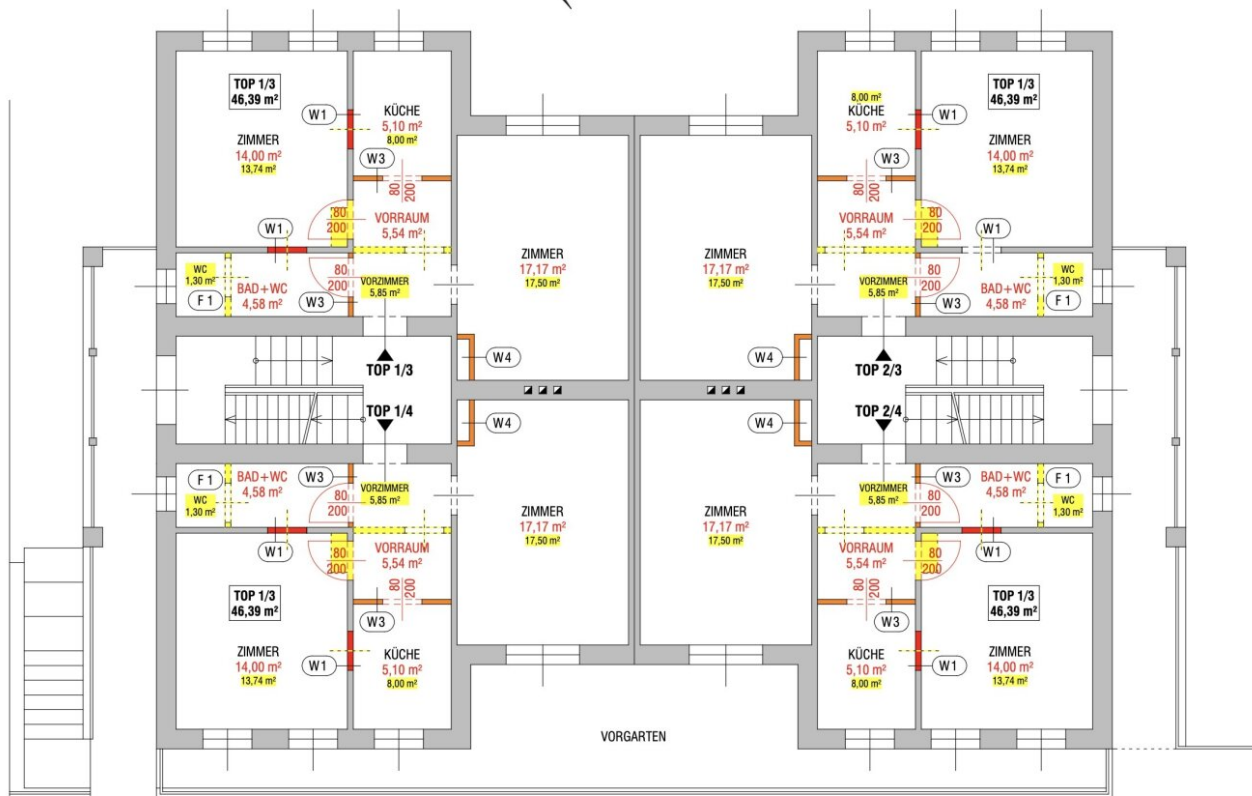 TOP 1/3
46,39 m²
ZIMMER
14,00 m²
13,74 m²
W1
KÜCHE
5,10 m²
8,00 m²
W3
80
200
VORRAUM
5,54 m²
80
200
W1
WC
1,30 m²
F 1
BAD+WC
4,58 m²
80
200
W3
VORZIMMER
5,85 m²
ZIMMER
17,17 m²
17,50 m²
W4
TOP 1/3
ZIMMER
17,17 m²
17,50 m²
W4
8,00 m²
KÜCHE
5,10 m²
W1
W3
80
200
VORRAUM
5,54 m²
80
200
TOP 1/3
46,39 m²
ZIMMER
14,00 m²
13,74 m²
W1
VORZIMMER
5,85 m²
80
200
W3
BAD+WC
4,58 m²
WC
1,30 m²
F 1
TOP 2/3
TOP 1/4
W4
F 1
WC
1,30 m²
BAD+WC
4,58 m²
W3
80
200
VORZIMMER
5,85 m²
W1
80
200
VORRAUM
5,54 m²
80
200
W3
TOP 1/3
46,39 m²
ZIMMER
14,00 m²
13,74 m²
W1
KÜCHE
5,10 m²
8,00 m²
ZIMMER
17,17 m²
17,50 m²
TOP 2/4
W4
ZIMMER
17,17 m²
17,50 m²
VORZIMMER
5,85 m²
W3
80
200
BAD+WC
4,58 m²
F 1
WC
1,30 m²
VORRAUM
5,54 m²
80
200
W1
80
200
W3
KÜCHE
5,10 m²
8,00 m²
W1
TOP 1/3
46,39 m²
ZIMMER
14,00 m²
13,74 m²
VORGARTEN